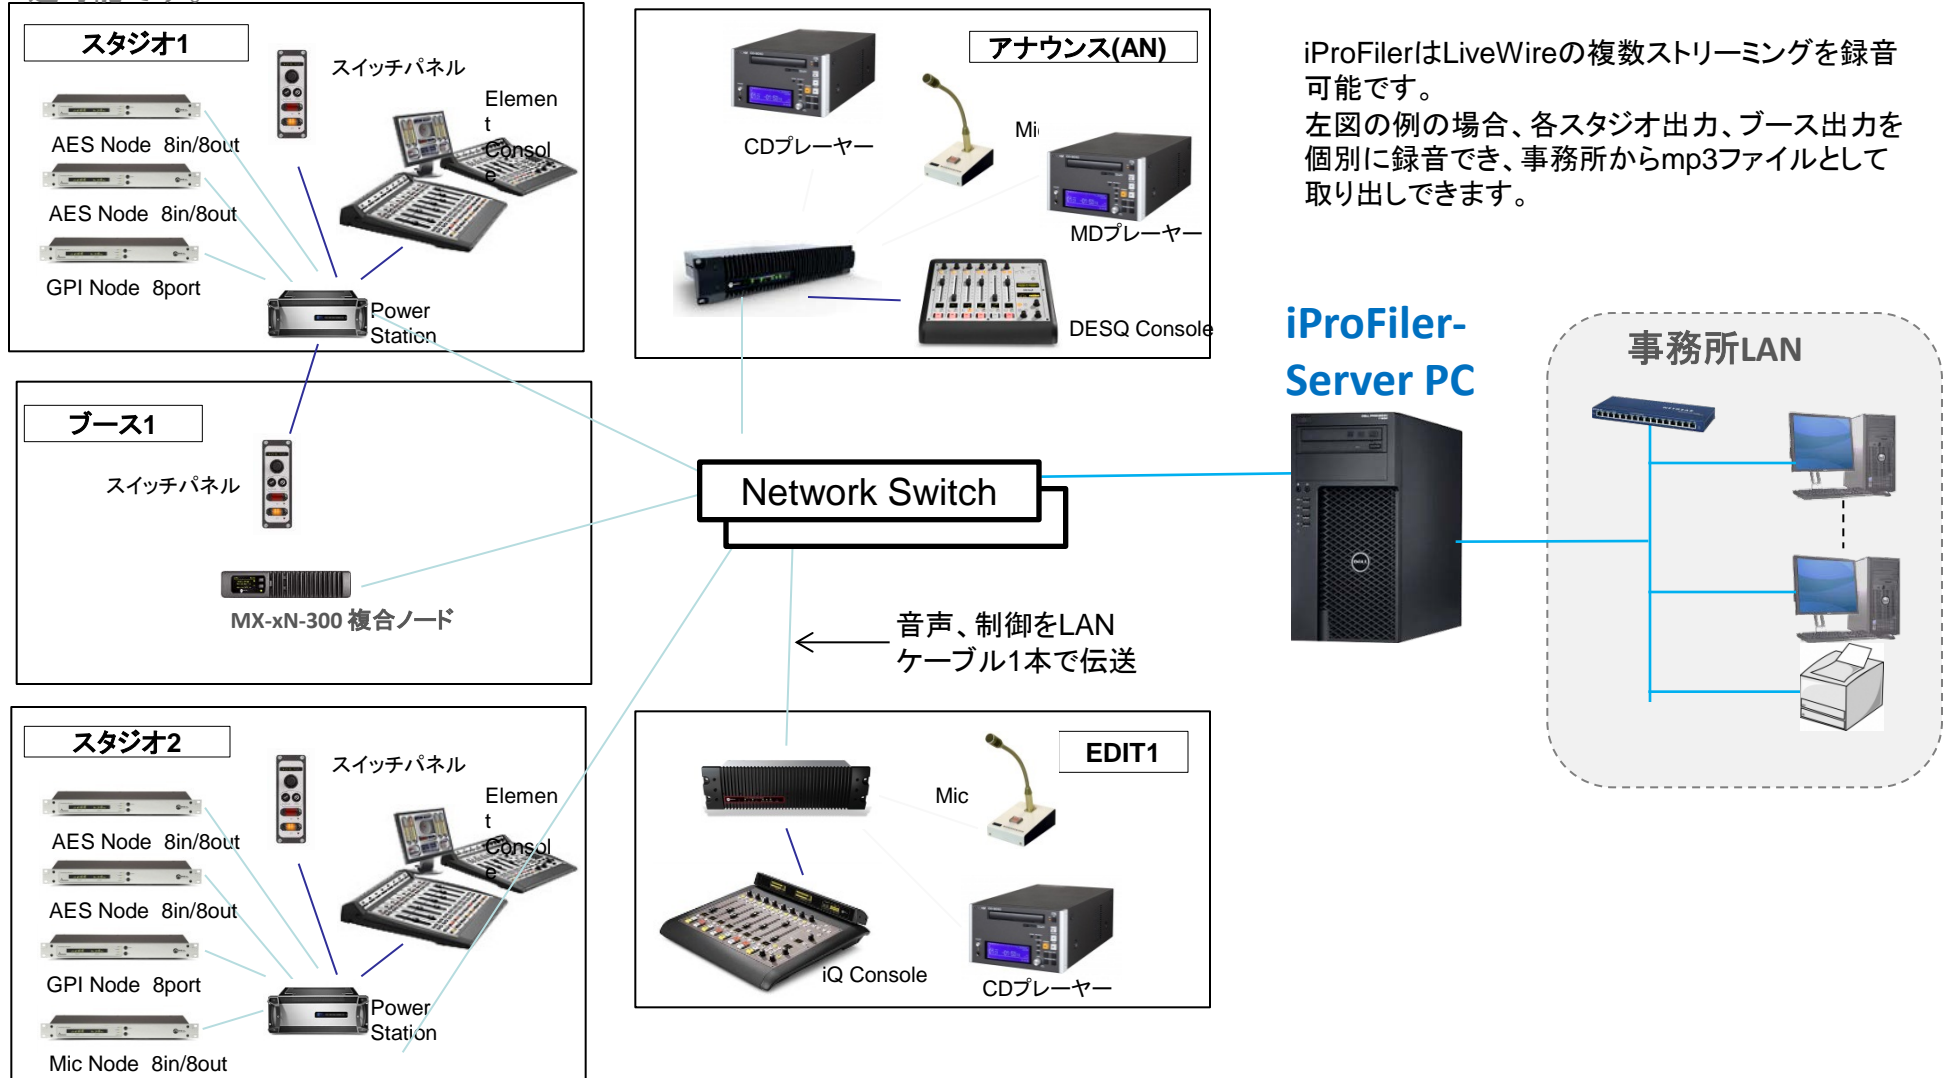 スタジオ1
スイッチパネル
Elemen
t
Consol
e
AES Node 8in/8out
AES Node 8in/8out
GPI Node 8port
Power
Station
ブース1
スイッチパネル
MX-xN-300 複合ノード
スタジオ2
スイッチパネル
Elemen
t
Consol
e
AES Node 8in/8out
AES Node 8in/8out
GPI Node 8port
Mic Node 8in/8out
Power
Station
アナウンス(AN)
CDプレーヤー
Mi
MDプレーヤー
DESQ Console
Network Switch
音声、制御をLAN
ケーブル1本で伝送
EDIT1
Mic
iQ Console
CDプレーヤー
iProFilerはLiveWireの複数ストリーミングを録音
可能です。
左図の例の場合、各スタジオ出力、ブース出力を
個別に録音でき、事務所からmp3ファイルとして
取り出しできます。
iProFiler-
Server PC
DELL
事務所LAN